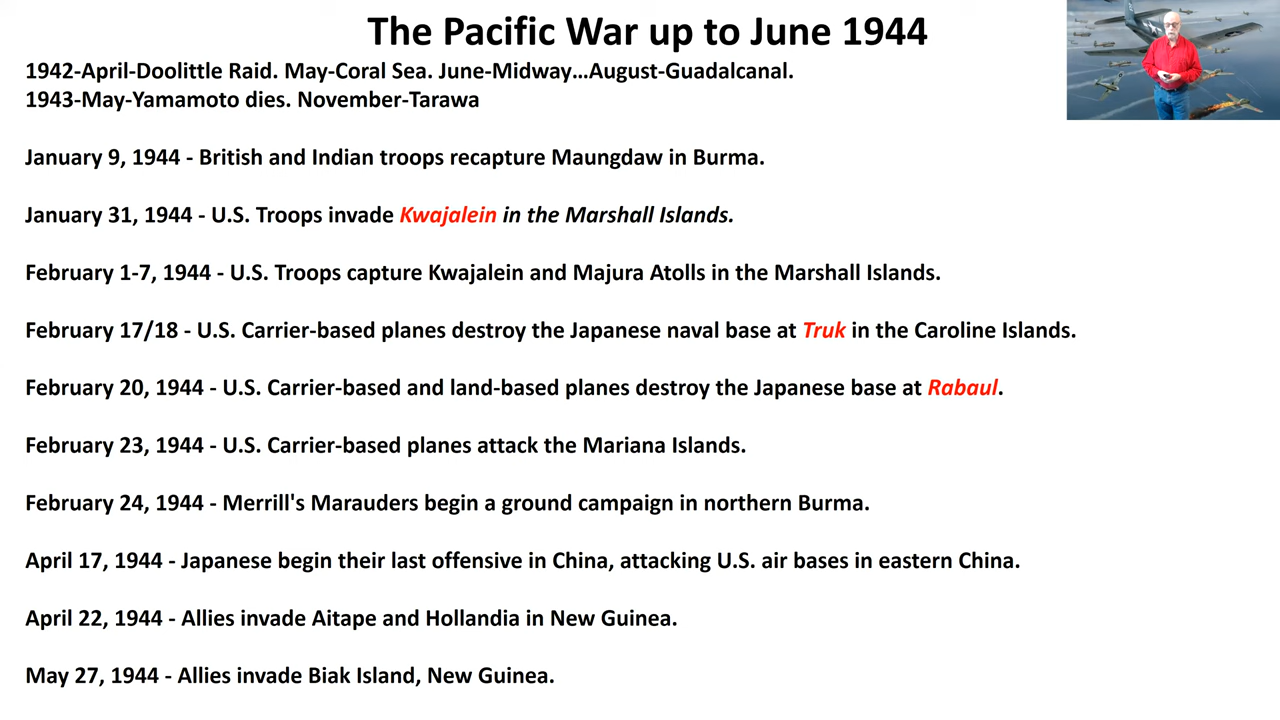 The Pacific War up to June 1944
1942-April-Doolittle Raid. May-Coral Sea. June-Midway...August-Guadalcanal.
1943-May-Yamamoto dies. November-Tarawa
January 9, 1944 - British and Indian troops recapture Maungdaw in Burma.
January 31, 1944 - U.S. Troops invade Kwajalein in the Marshall Islands.
February 1-7, 1944 - U.S. Troops capture Kwajalein and Majura Atolls in the Marshall Islands.
February 17/18 - U.S. Carrier-based planes destroy the Japanese naval base at Truk in the Caroline Islands.
February 20, 1944 - U.S. Carrier-based and land-based planes destroy the Japanese base at Rabaul.
February 23, 1944 - U.S. Carrier-based planes attack the Mariana Islands.
February 24, 1944 - Merrill's Marauders begin a ground campaign in northern Burma.
April 17, 1944 - Japanese begin their last offensive in China, attacking U.S. air bases in eastern China.
April 22, 1944 - Allies invade Aitape and Hollandia in New Guinea.
May 27, 1944 - Allies invade Biak Island, New Guinea.